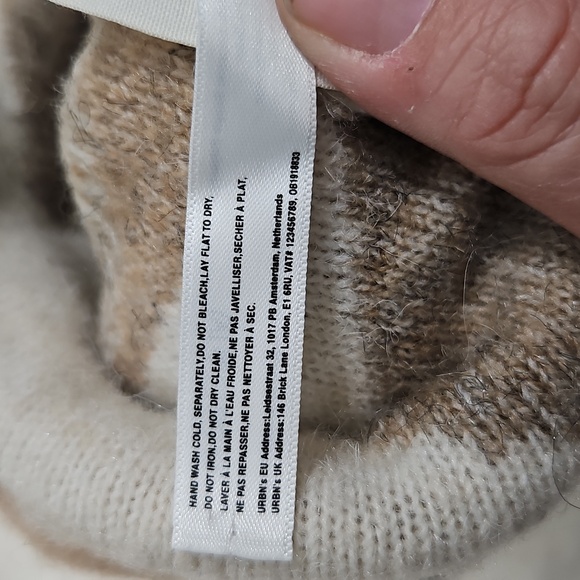 HAND WASH COLD, SEPARATELY,DO NOT BLEACH,LAY FLAT TO DRY,
DO NOT IRON,DO NOT DRY CLEAN.
LAVER À LA MAIN À L'EAU FROIDE,NE PAS JAVELLISER,SECHER À PLAT,
NE PAS REPASSER,NE PAS NETTOYER À SEC.
URBN's EU Address:Leidsestraat 32, 1017 PB Amsterdam, Netherlands
URBN's UK Address:146 Brick Lane London, E1 6RU, VAT# 123456789, OB1918833